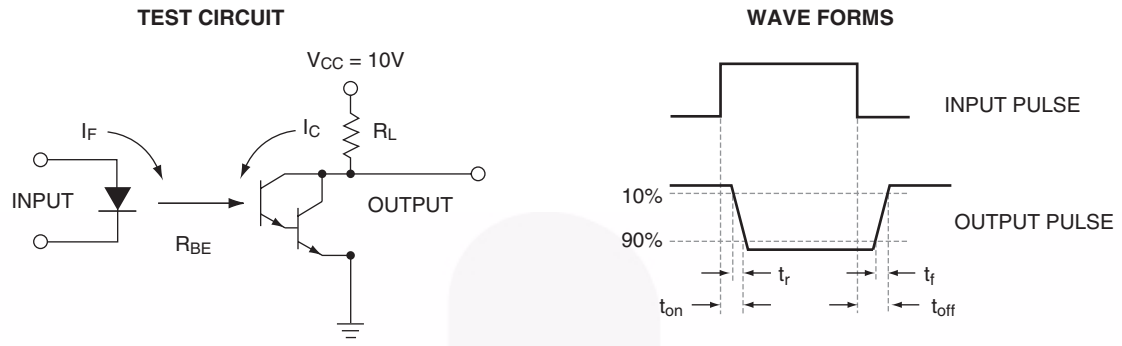 TEST CIRCUIT
VCC = 10V
IF
IC
RL
INPUT
OUTPUT
RBE
WAVE FORMS
INPUT PULSE
10%
OUTPUT PULSE
90%
tr
tf
ton
toff